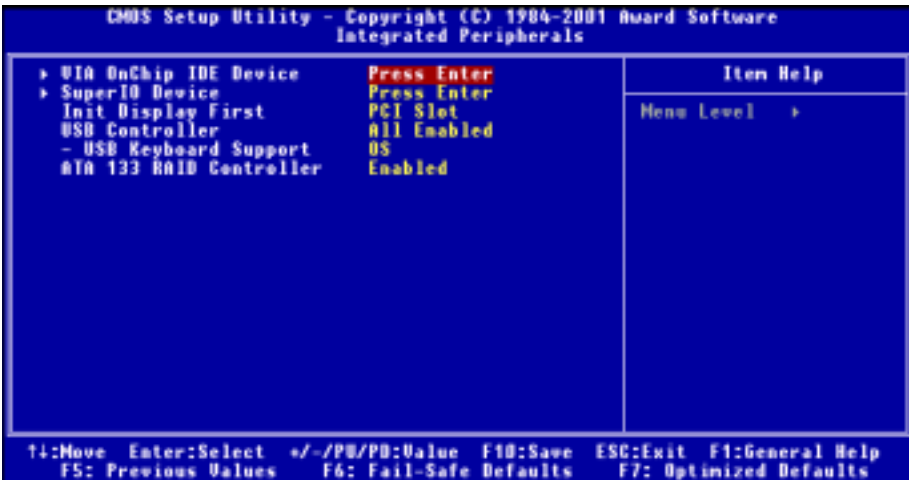 CMOS Setup Utility - Copyright (C) 1984-2001 Award Software
Integrated Peripherals
▸ VIA OnChip IDE Device Press Enter
▸ SuperIO Device Press Enter
Init Display First PCI Slot
USB Controller All Enabled
- USB Keyboard Support OS
ATA 133 RAID Controller Enabled
Item Help
Menu Level ▸
↑↓:Move Enter:Select +/-/PU/PD:Value F10:Save ESC:Exit F1:General Help
F5: Previous Values F6: Fail-Safe Defaults F7: Optimized Defaults